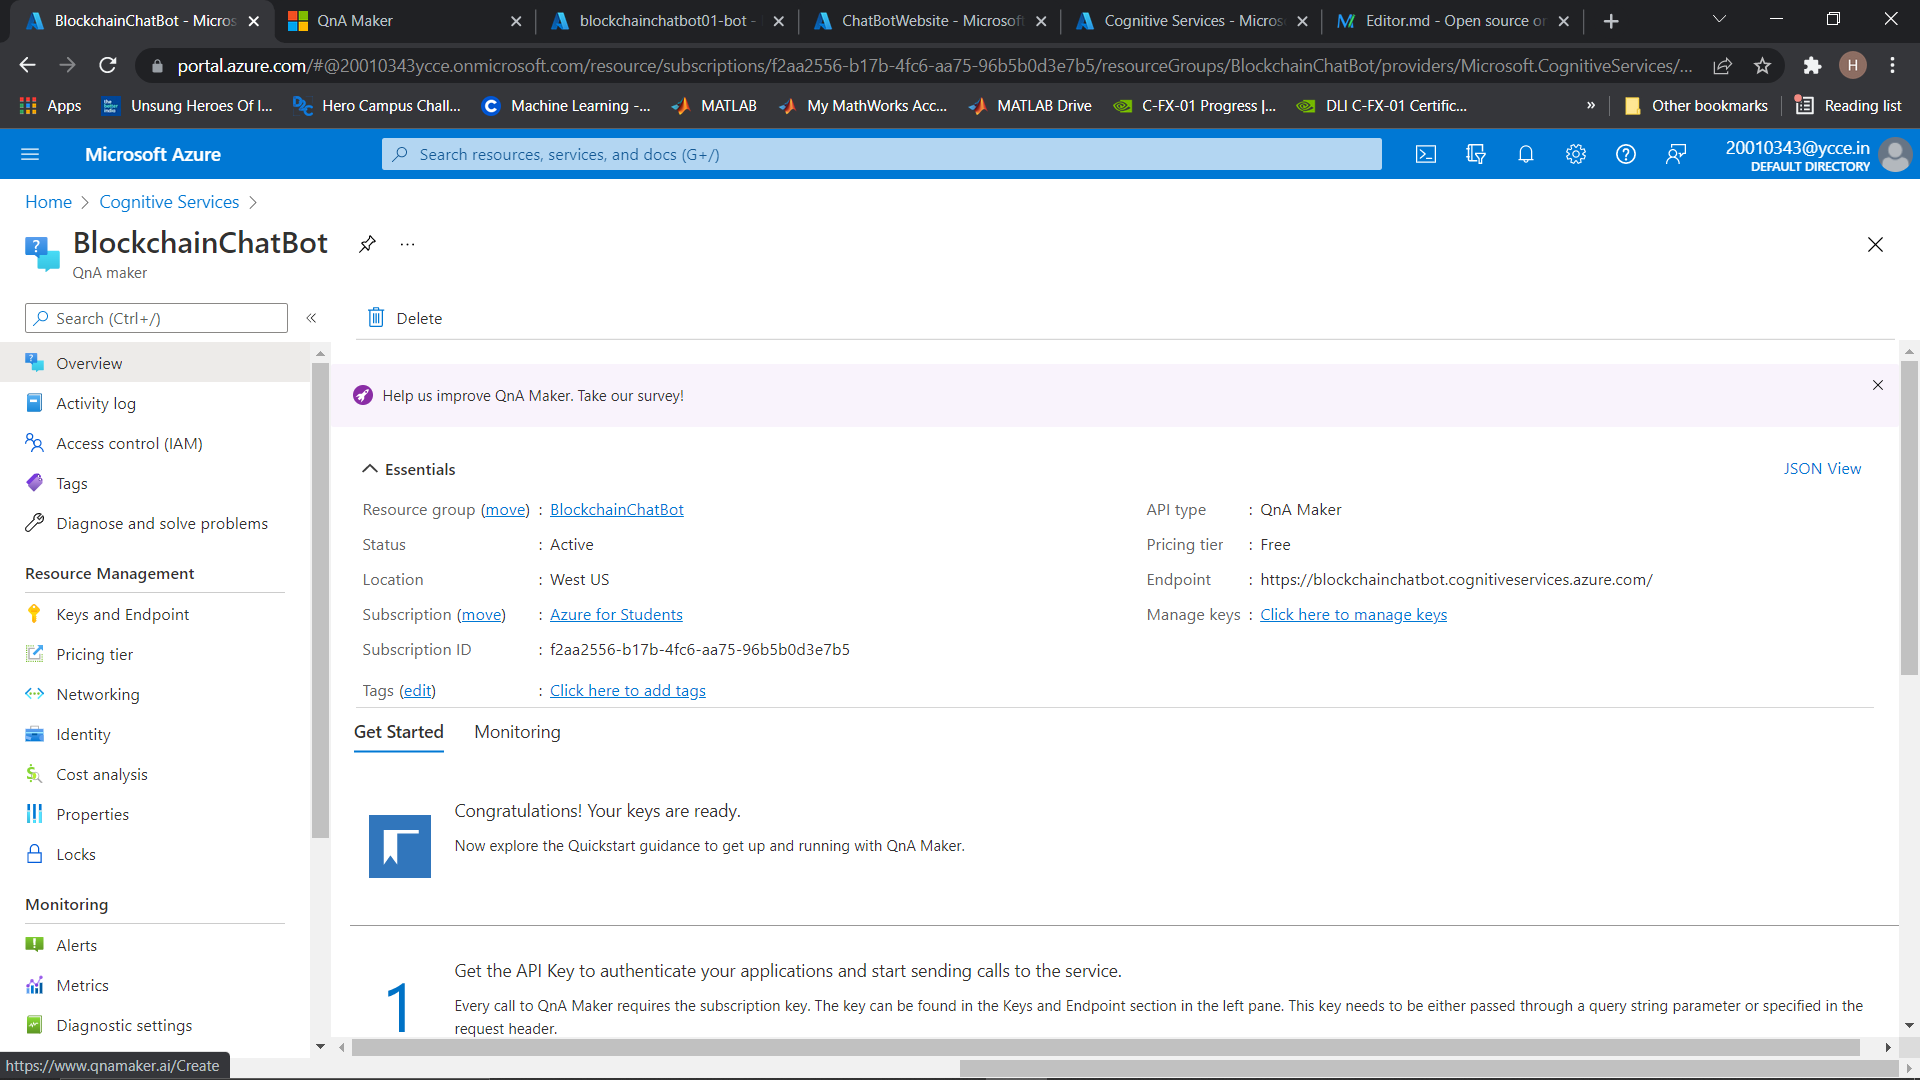 BlockchainChatBot - Micros
QnA Maker
blockchainchatbot01-bot -
ChatBotWebsite - Microsoft
Cognitive Services - Micros
Editor.md - Open source or
portal.azure.com/#@20010343ycce.onmicrosoft.com/resource/subscriptions/f2aa2556-b17b-4fc6-aa75-96b5b0d3e7b5/resourceGroups/BlockchainChatBot/providers/Microsoft.CognitiveServices/...
H
Apps
Unsung Heroes Of I...
Hero Campus Chall...
Machine Learning -...
MATLAB
My MathWorks Acc...
MATLAB Drive
C-FX-01 Progress |...
DLI C-FX-01 Certific...
»
Other bookmarks
Reading list
Microsoft Azure
Search resources, services, and docs (G+/)
20010343@ycce.in
DEFAULT DIRECTORY
Home > Cognitive Services >
BlockchainChatBot
...
QnA maker
Search (Ctrl+/)
«
Delete
Overview
Activity log
Access control (IAM)
Tags
Diagnose and solve problems
Resource Management
Keys and Endpoint
Pricing tier
Networking
Identity
Cost analysis
Properties
Locks
Monitoring
Alerts
Metrics
Diagnostic settings
https://www.qnamaker.ai/Create
Help us improve QnA Maker. Take our survey!
Essentials
JSON View
Resource group (move) : BlockchainChatBot
Status : Active
Location : West US
Subscription (move) : Azure for Students
Subscription ID : f2aa2556-b17b-4fc6-aa75-96b5b0d3e7b5
Tags (edit) : Click here to add tags
API type : QnA Maker
Pricing tier : Free
Endpoint : https://blockchainchatbot.cognitiveservices.azure.com/
Manage keys : Click here to manage keys
Get Started
Monitoring
Congratulations! Your keys are ready.
Now explore the Quickstart guidance to get up and running with QnA Maker.
1
Get the API Key to authenticate your applications and start sending calls to the service.
Every call to QnA Maker requires the subscription key. The key can be found in the Keys and Endpoint section in the left pane. This key needs to be either passed through a query string parameter or specified in the
request header.